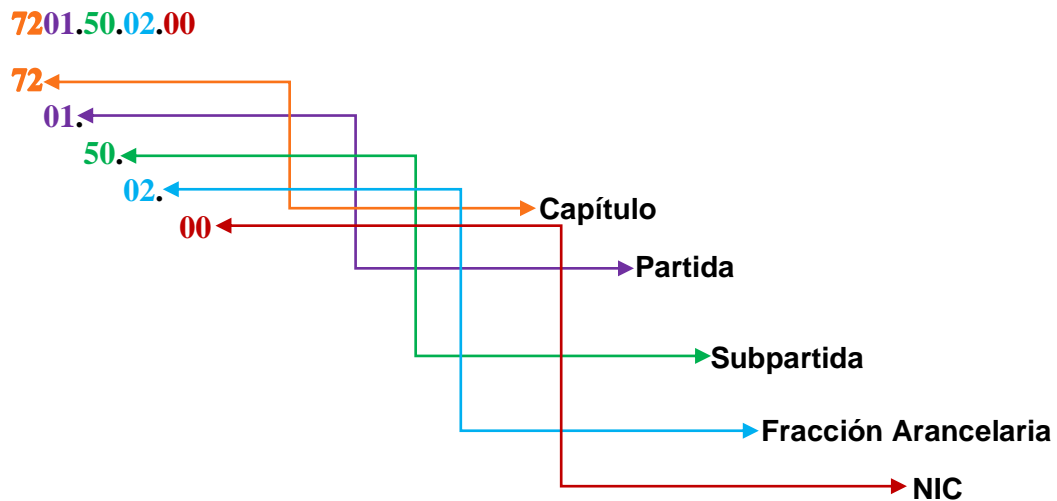 7201.50.02.00
72
01.
50.
02.
00
Capítulo
Partida
Subpartida
Fracción Arancelaria
NIC